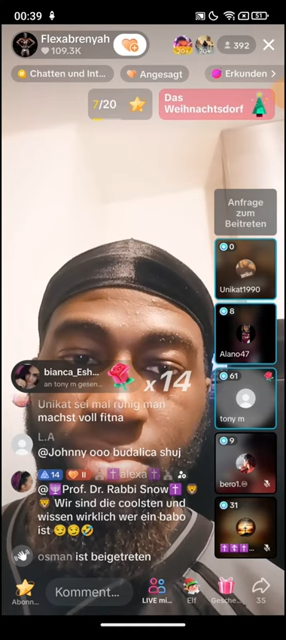 00:39
51
Flexabrenyah
109,3K
392
Chatten und Int...
Angesagt
Erkunden
7/20
Das
Weihnachtsdorf
Anfrage
zum
Beitreten
0
Unikat1990
8
Alano47
61
tony m
9
bero1.
31
bianca_Esh...
an tony m gesen...
x14
Unikat sei mal ruhig man
machst voll fitna
L.A
@Johnny ooo budalica shuj
14
II
alexa
@🕎Prof. Dr. Rabbi Snow✝️
Wir sind die coolsten und
wissen wirklich wer ein babo
ist 😎😏🤣
osman ist beigetreten
Abonn...
Kommentar...
LIVE mi...
Elf
Gesche...
35